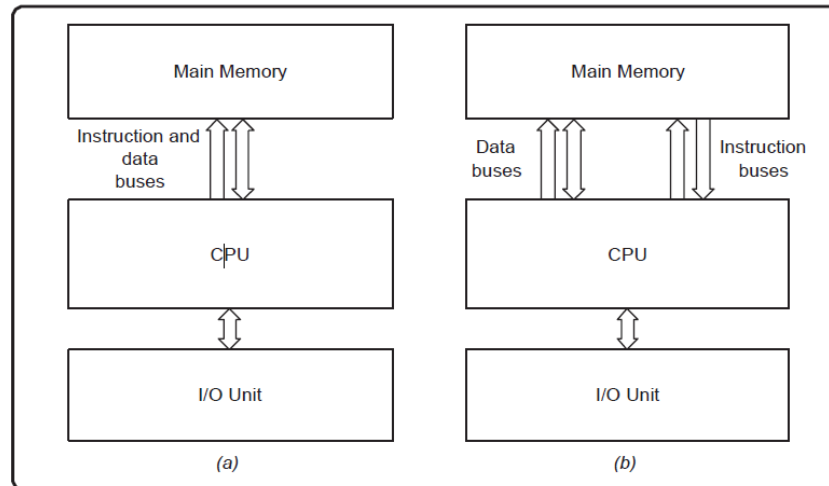 Main Memory
Instruction and
data
buses
CPU
I/O Unit
(a)
Main Memory
Data
buses
Instruction
buses
CPU
I/O Unit
(b)